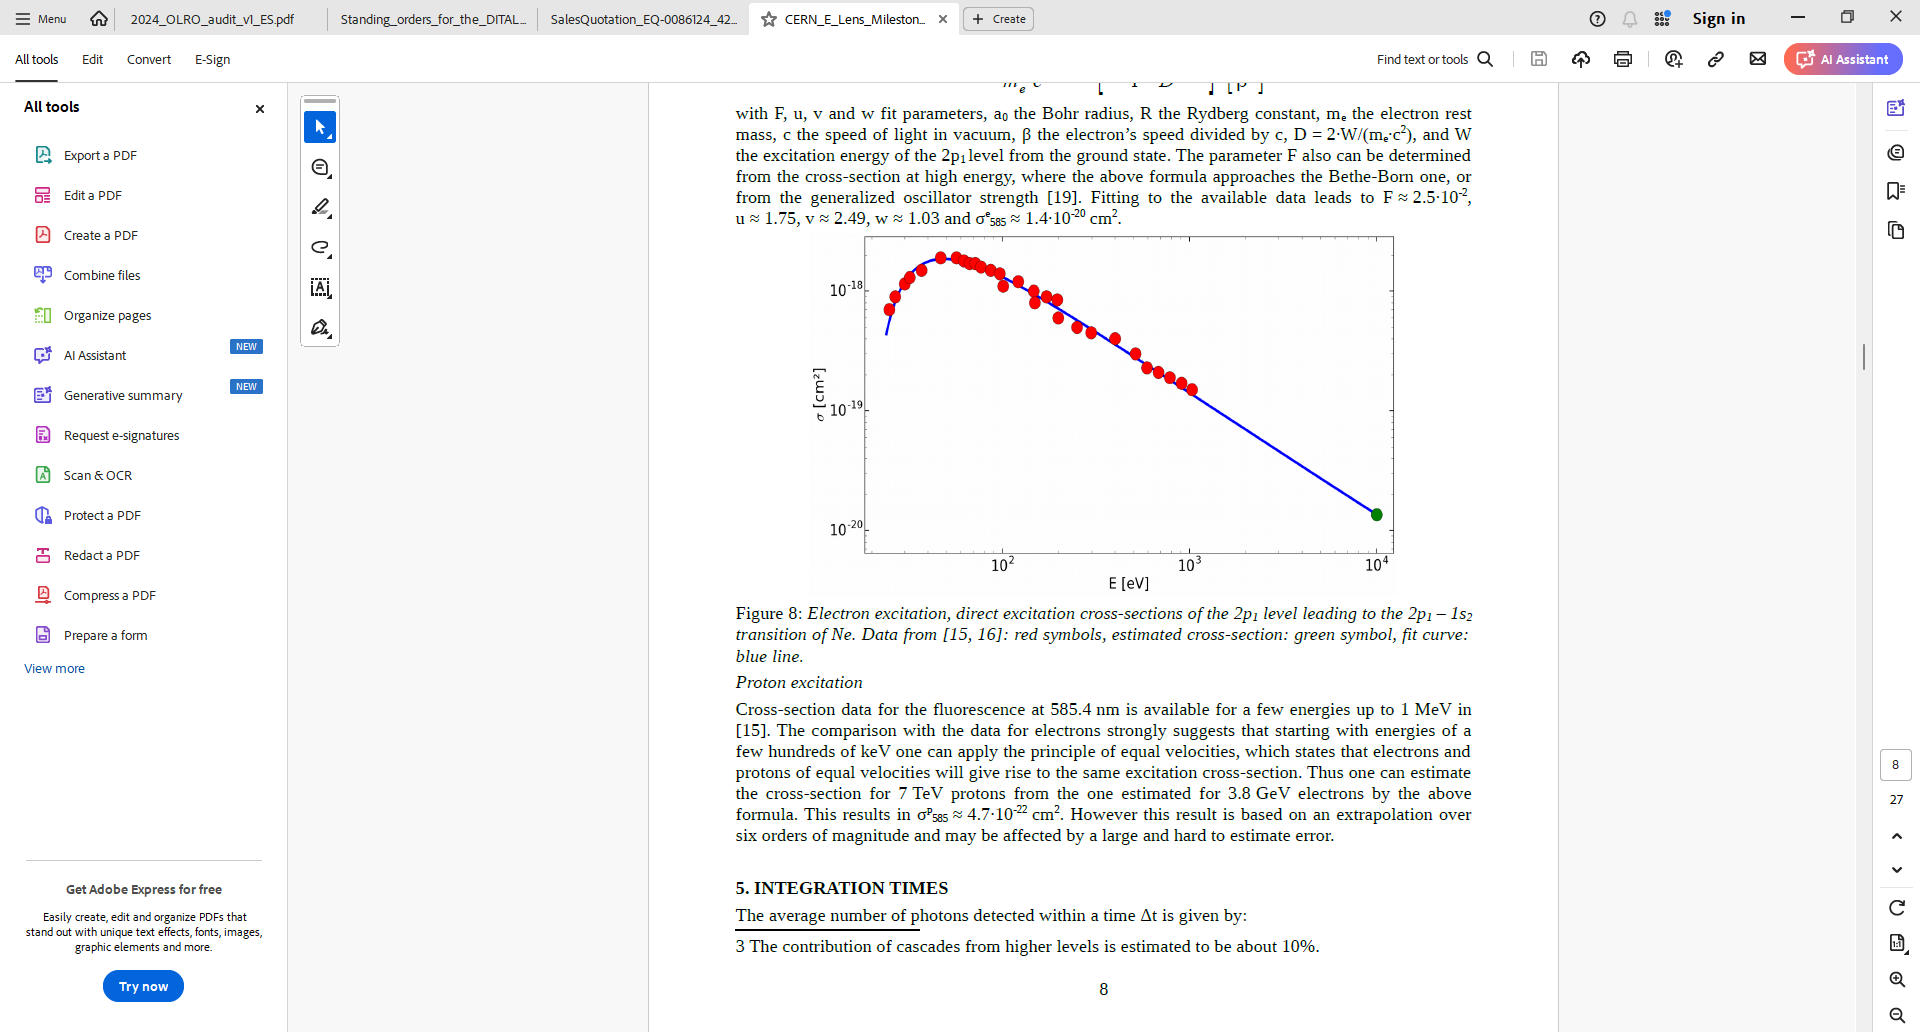 Menu
2024_OLRO_audit_v1_ES.pdf
Standing_orders_for_the_DITAL...
SalesQuotation_EQ-0086124_42...
CERN_E_Lens_Mileston...
Create
Sign in
All tools
Edit
Convert
E-Sign
Find text or tools
AI Assistant
All tools
Export a PDF
Edit a PDF
Create a PDF
Combine files
Organize pages
AI Assistant NEW
Generative summary NEW
Request e-signatures
Scan & OCR
Protect a PDF
Redact a PDF
Compress a PDF
Prepare a form
View more
Get Adobe Express for free
Easily create, edit and organize PDFs that
stand out with unique text effects, fonts, images,
graphic elements and more.
Try now
with F, u, v and w fit parameters, a₀ the Bohr radius, R the Rydberg constant, mₑ the electron rest
mass, c the speed of light in vacuum, β the electron’s speed divided by c, D = 2·W/(mₑ·c²), and W
the excitation energy of the 2p₁ level from the ground state. The parameter F also can be determined
from the cross-section at high energy, where the above formula approaches the Bethe-Born one, or
from the generalized oscillator strength [19]. Fitting to the available data leads to F ≈ 2.5·10⁻²,
u ≈ 1.75, v ≈ 2.49, w ≈ 1.03 and σᵉ₅₈₅ ≈ 1.4·10⁻²⁰ cm².
10⁻¹⁸
10⁻¹⁹
10⁻²⁰
σ [cm²]
10² 10³ 10⁴
E [eV]
Figure 8: Electron excitation, direct excitation cross-sections of the 2p₁ level leading to the 2p₁ – 1s₂
transition of Ne. Data from [15, 16]: red symbols, estimated cross-section: green symbol, fit curve:
blue line.
Proton excitation
Cross-section data for the fluorescence at 585.4 nm is available for a few energies up to 1 MeV in
[15]. The comparison with the data for electrons strongly suggests that starting with energies of a
few hundreds of keV one can apply the principle of equal velocities, which states that electrons and
protons of equal velocities will give rise to the same excitation cross-section. Thus one can estimate
the cross-section for 7 TeV protons from the one estimated for 3.8 GeV electrons by the above
formula. This results in σᵖ₅₈₅ ≈ 4.7·10⁻²² cm². However this result is based on an extrapolation over
six orders of magnitude and may be affected by a large and hard to estimate error.
5. INTEGRATION TIMES
The average number of photons detected within a time Δt is given by:
3 The contribution of cascades from higher levels is estimated to be about 10%.
8
8
27
1:1